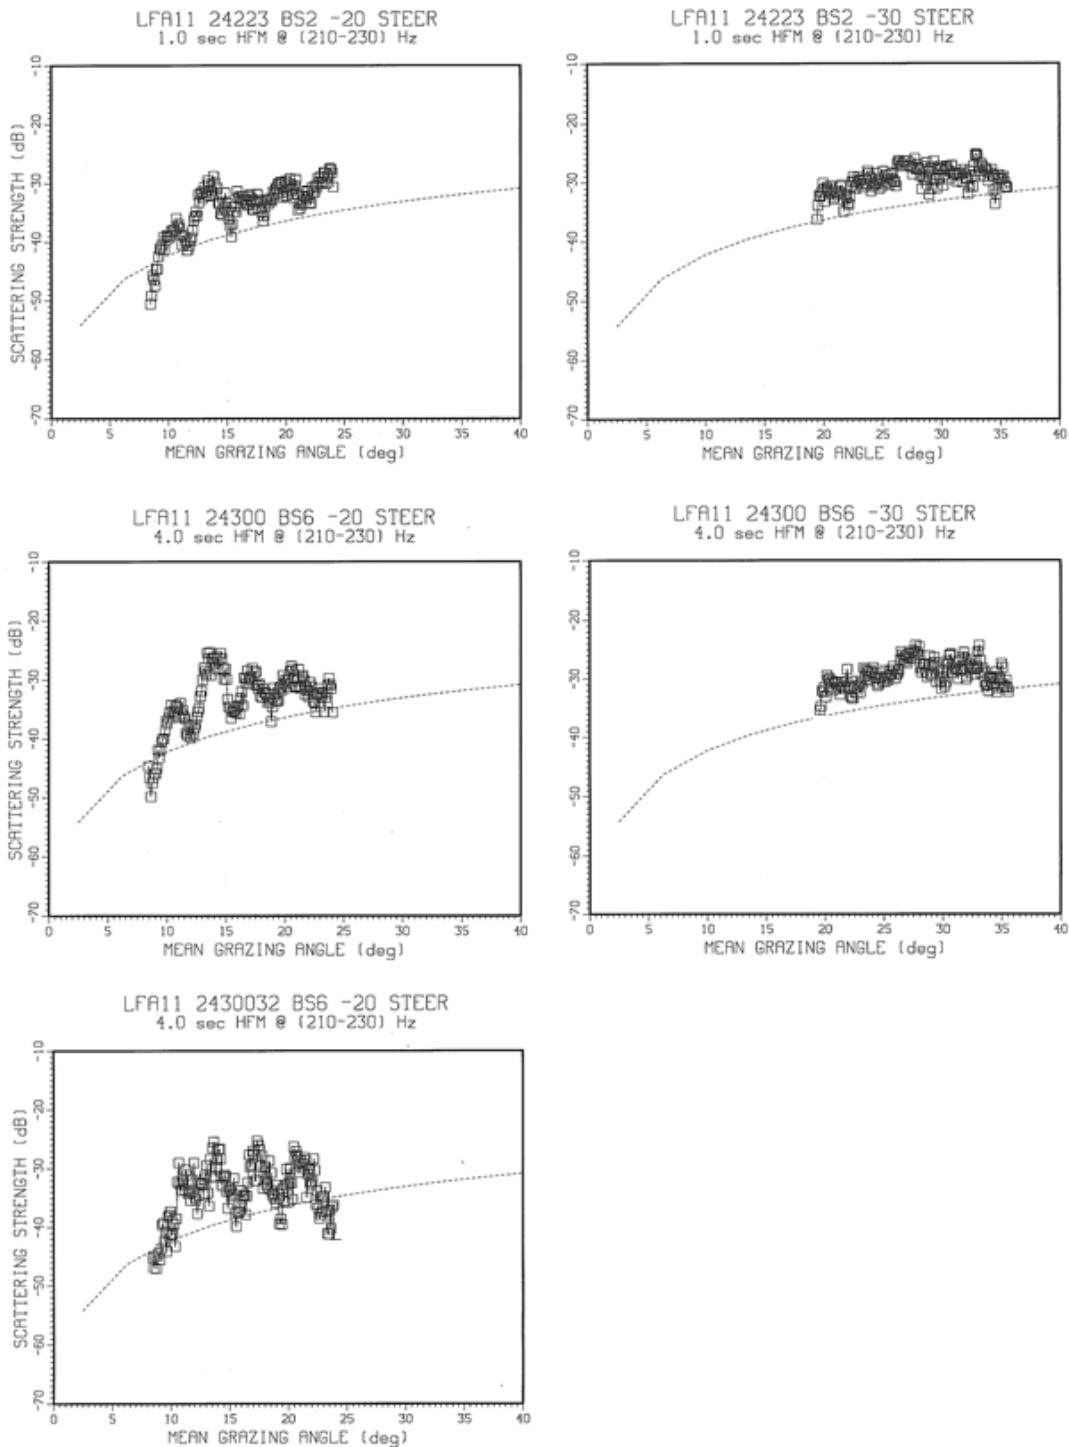 LFA11 24223 BS2 -20 STEER
1.0 sec HFM @ (210-230) Hz
SCATTERING STRENGTH (dB)
-10
-20
-30
-40
-50
-60
-70
0 5 10 15 20 25 30 35 40
MEAN GRAZING ANGLE (deg)
LFA11 24223 BS2 -30 STEER
1.0 sec HFM @ (210-230) Hz
SCATTERING STRENGTH (dB)
-10
-20
-30
-40
-50
-60
-70
0 5 10 15 20 25 30 35 40
MEAN GRAZING ANGLE (deg)
LFA11 24300 BS6 -20 STEER
4.0 sec HFM @ (210-230) Hz
SCATTERING STRENGTH (dB)
-10
-20
-30
-40
-50
-60
-70
0 5 10 15 20 25 30 35 40
MEAN GRAZING ANGLE (deg)
LFA11 24300 BS6 -30 STEER
4.0 sec HFM @ (210-230) Hz
SCATTERING STRENGTH (dB)
-10
-20
-30
-40
-50
-60
-70
0 5 10 15 20 25 30 35 40
MEAN GRAZING ANGLE (deg)
LFA11 2430032 BS6 -20 STEER
4.0 sec HFM @ (210-230) Hz
SCATTERING STRENGTH (dB)
-10
-20
-30
-40
-50
-60
-70
0 5 10 15 20 25 30 35 40
MEAN GRAZING ANGLE (deg)